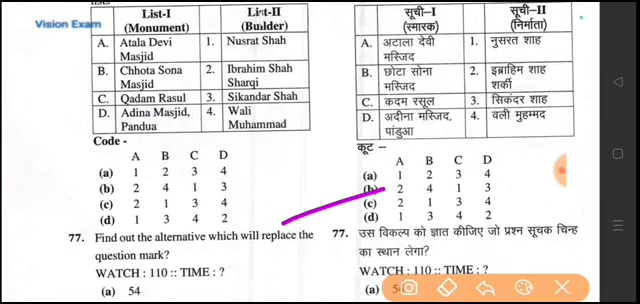 lists
Vision Exam
List-I
(Monument)
List-II
(Builder)
A. Atala Devi
Masjid
1. Nusrat Shah
B. Chhota Sona
Masjid
2. Ibrahim Shah
Sharqi
C. Qadam Rasul
3. Sikandar Shah
D. Adina Masjid,
Pandua
4. Wali
Muhammad
Code -
A B C D
(a) 1 2 3 4
(b) 2 4 1 3
(c) 2 1 3 4
(d) 1 3 4 2
77. Find out the alternative which will replace the
question mark?
WATCH : 110 :: TIME : ?
(a) 54
सूची-I
(स्मारक)
सूची-II
(निर्माता)
A. अटाला देवी
मस्जिद
1. नुसरत शाह
B. छोटा सोना
मस्जिद
2. इब्राहिम शाह
शर्की
C. कदम रसूल
3. सिकंदर शाह
D. अदीना मस्जिद,
पांडुआ
4. वली मुहम्मद
कूट –
A B C D
(a) 1 2 3 4
(b) 2 4 1 3
(c) 2 1 3 4
(d) 1 3 4 2
77. उस विकल्प को ज्ञात कीजिए जो प्रश्न सूचक चिन्ह
का स्थान लेगा?
WATCH : 110 :: TIME : ?
(a) 54